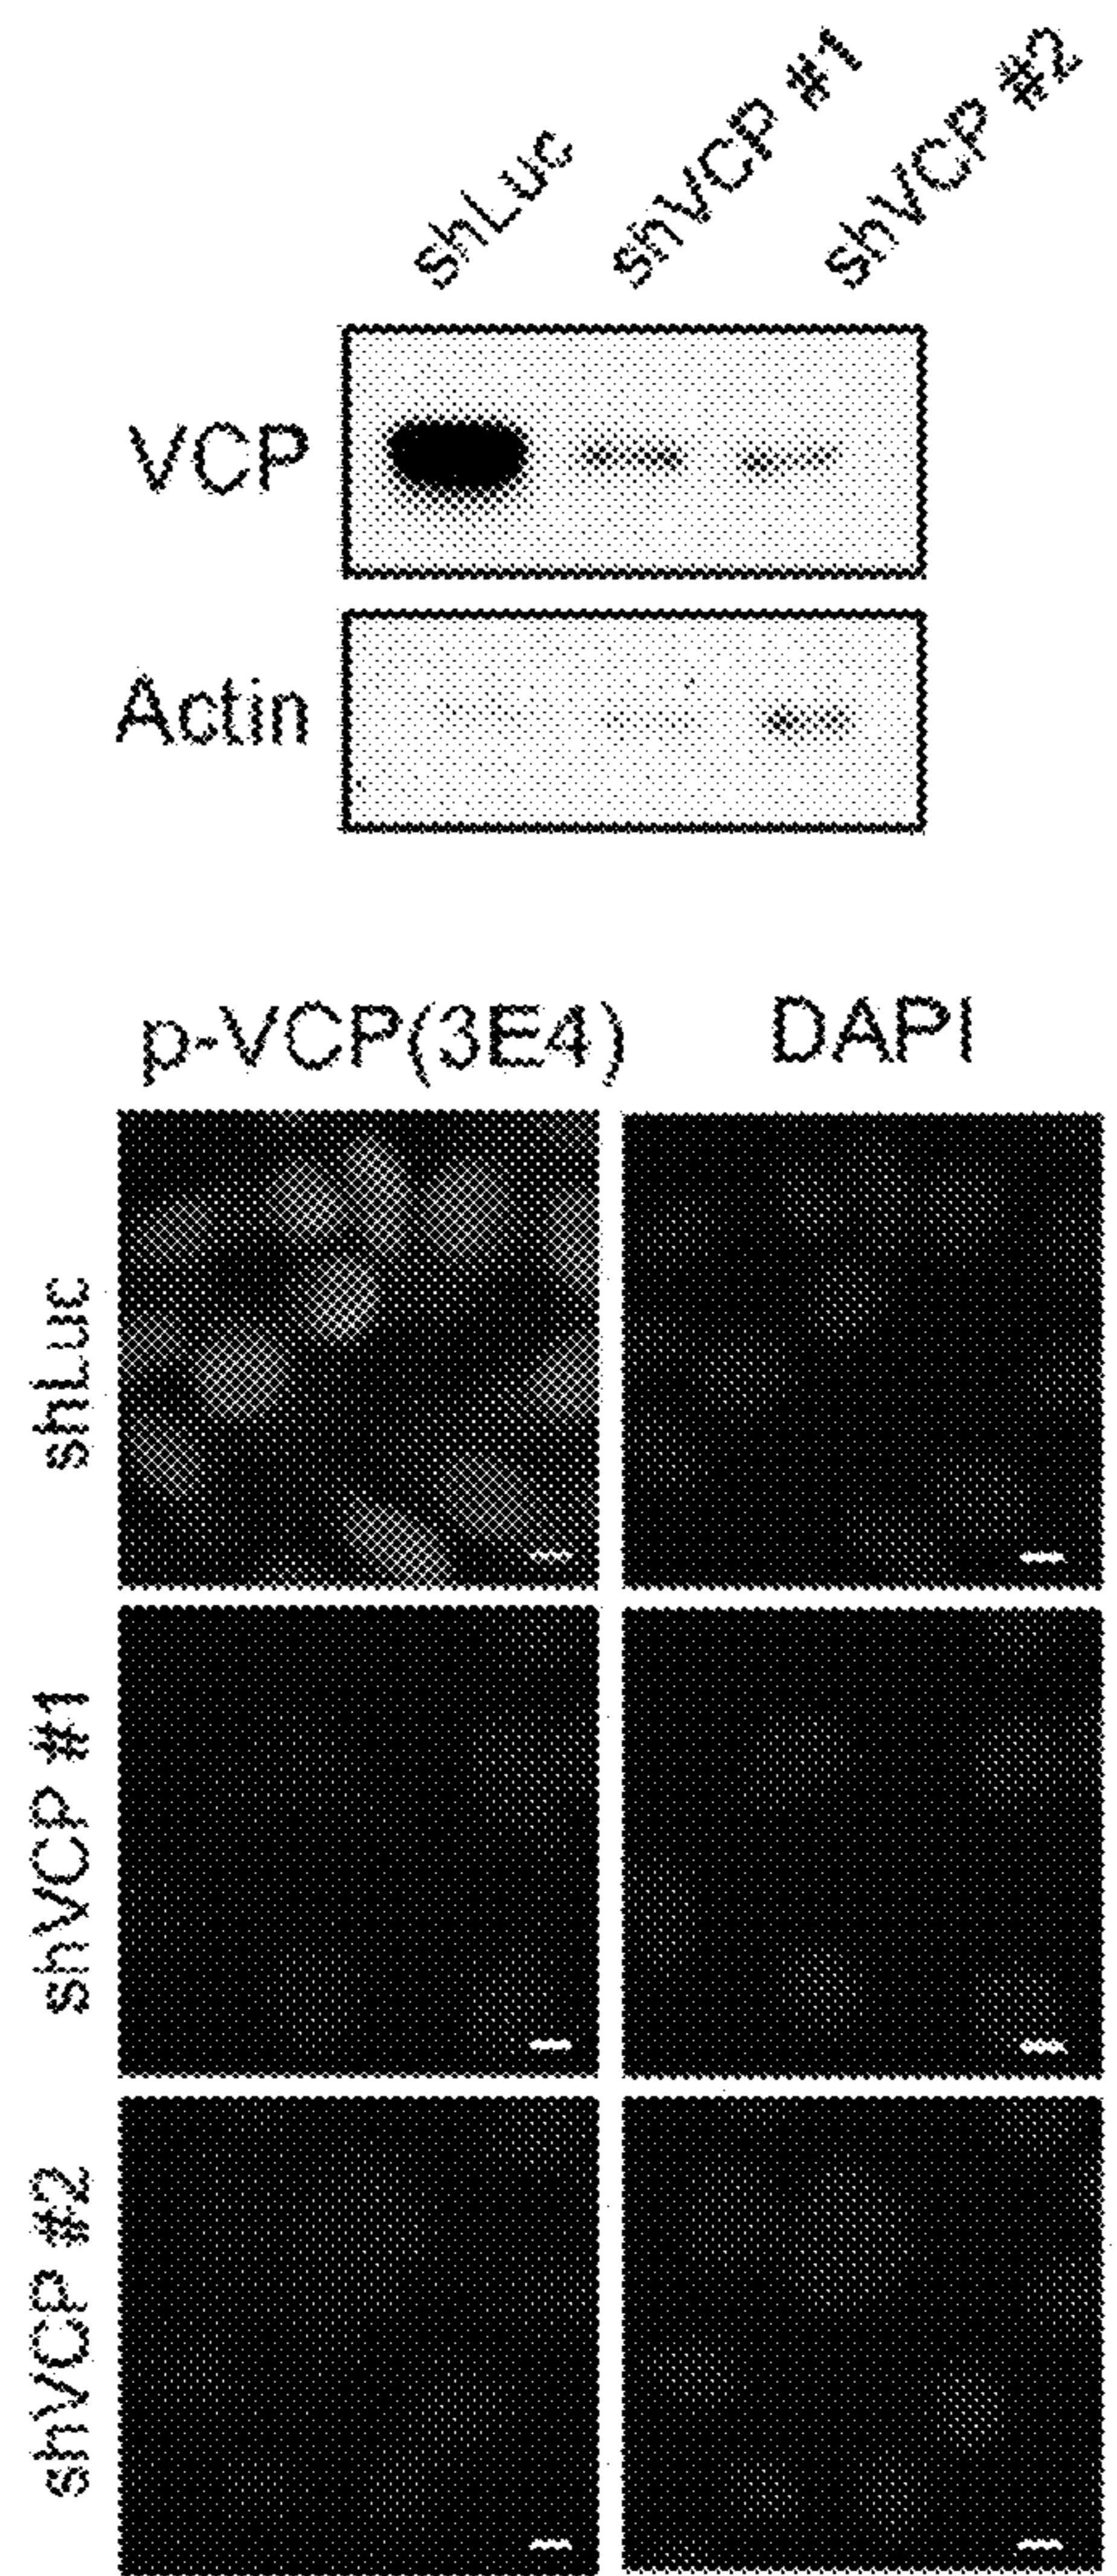 shLuc
shVCP #1
shVCP #2
VCP
Actin
p-VCP(3E4)
DAPI
shLuc
shVCP #1
shVCP #2